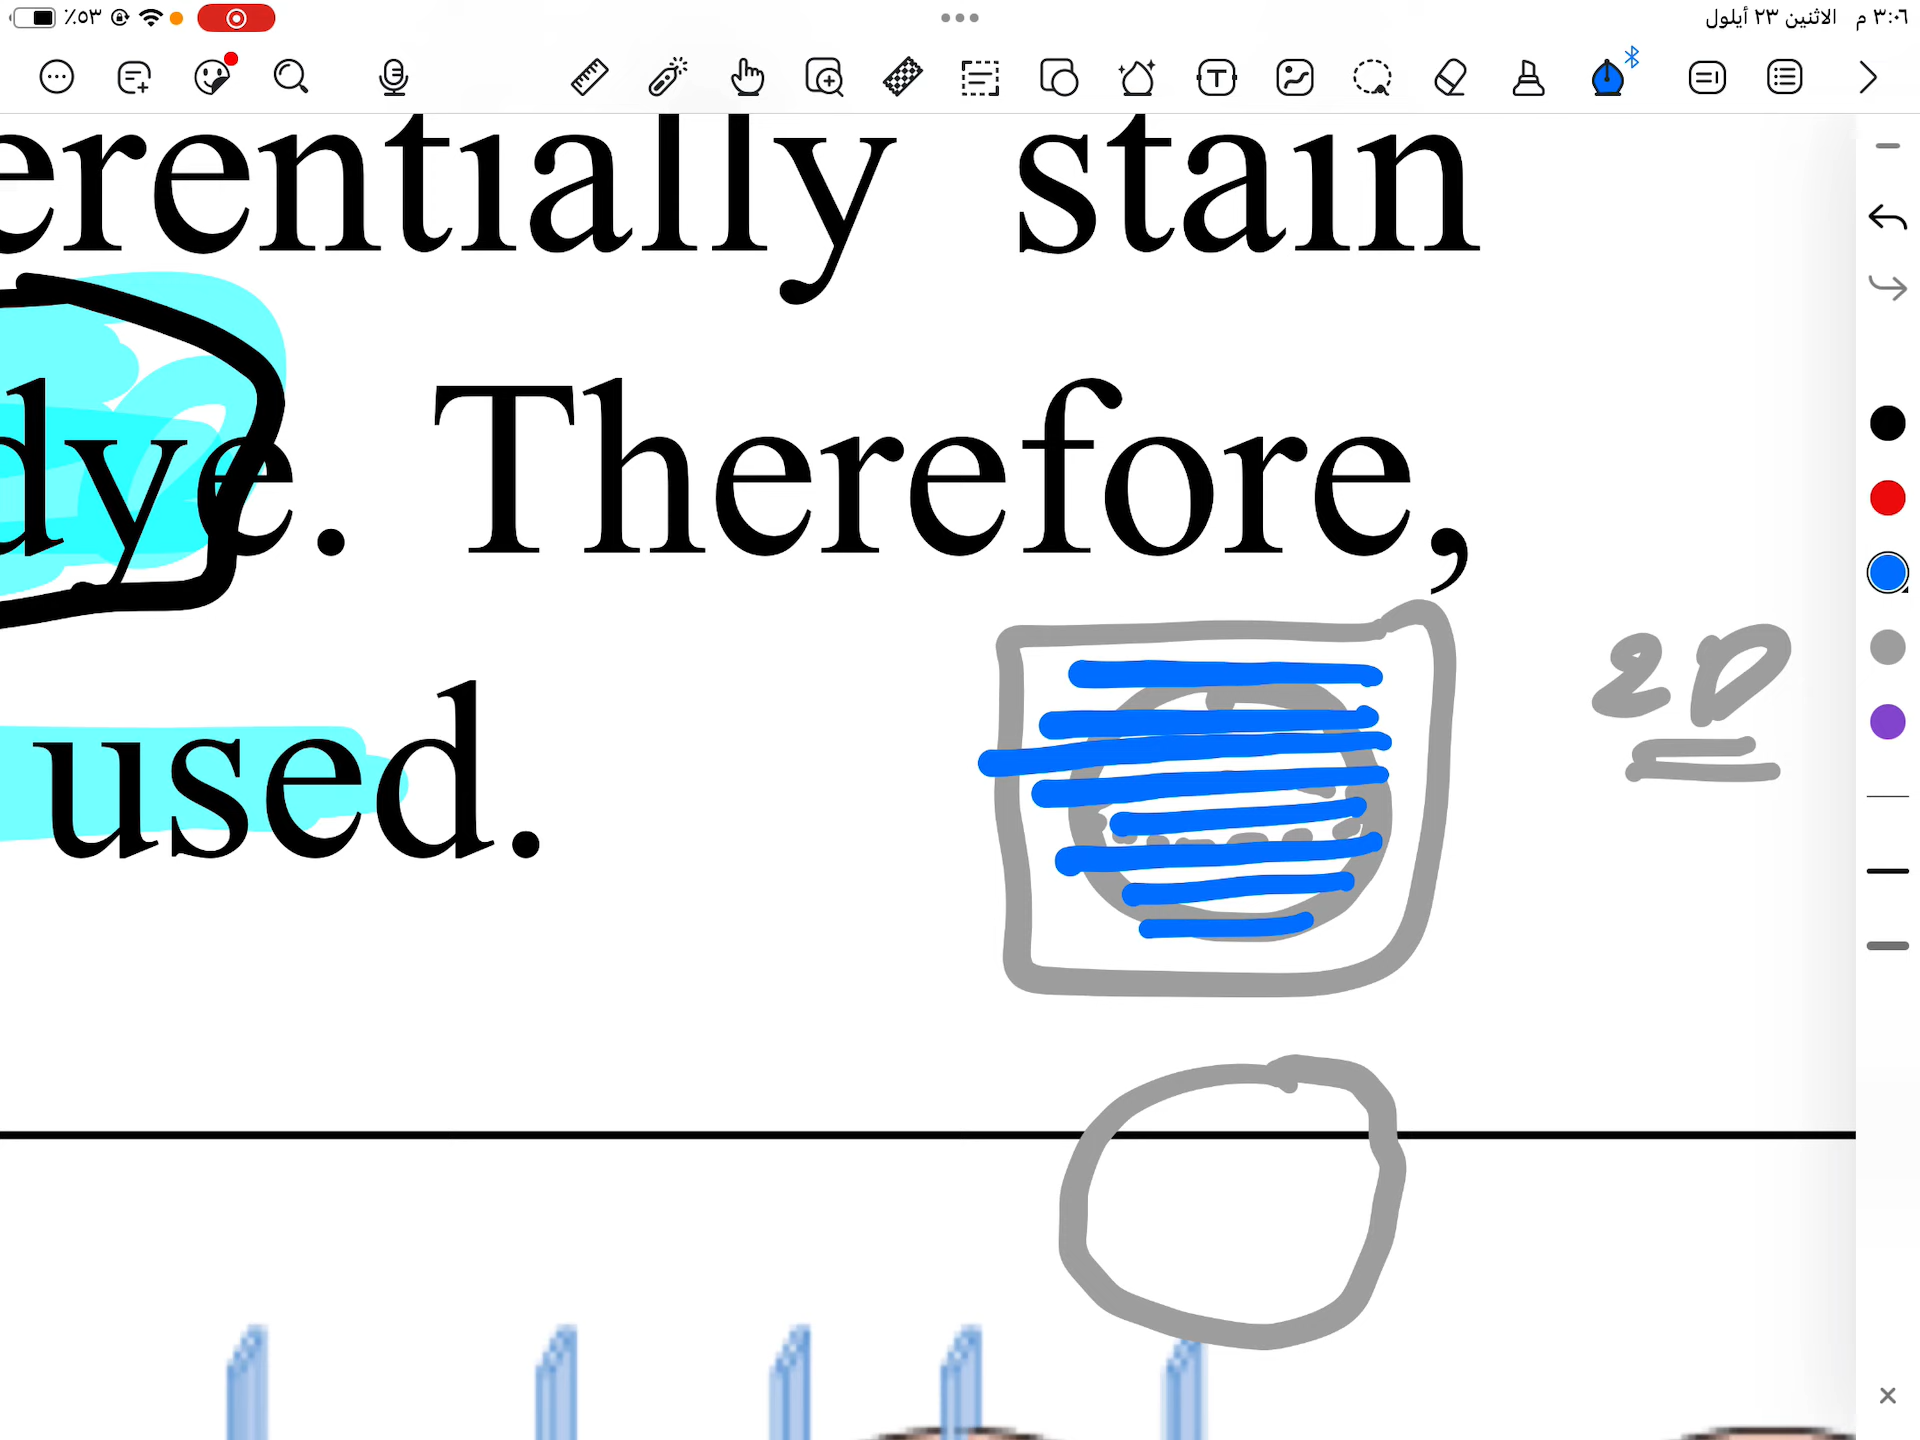 ٪٥٣
٣:٠٦ م الاثنين ٢٣ أيلول
erentially stain
dye. Therefore,
used.
2D